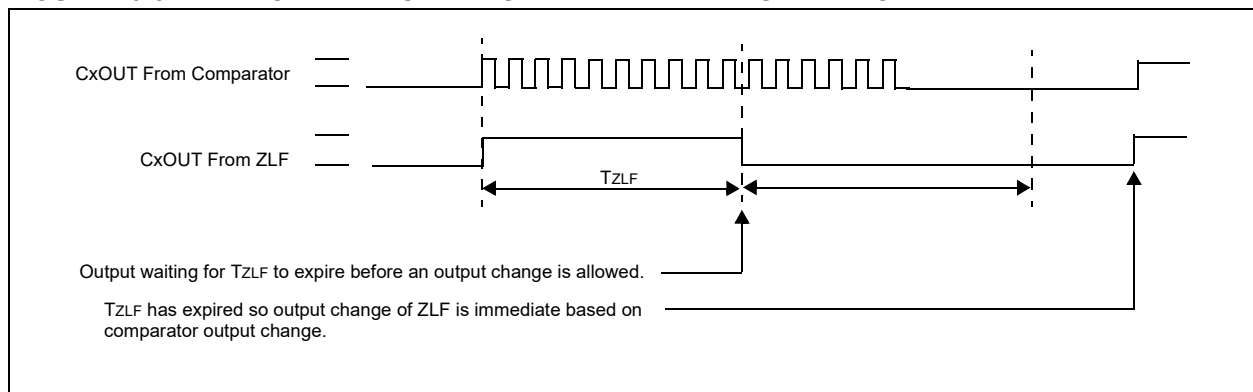 CxOUT From Comparator
CxOUT From ZLF
TZLF
Output waiting for TZLF to expire before an output change is allowed.
TZLF has expired so output change of ZLF is immediate based on
comparator output change.